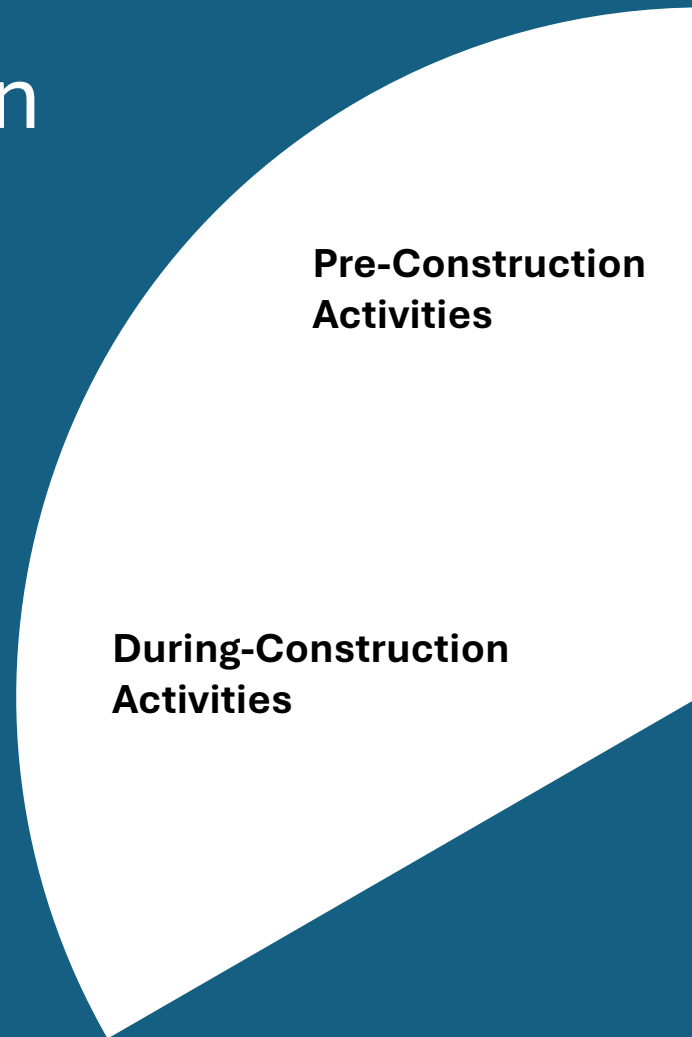 n
Pre-Construction
Activities
During-Construction
Activities